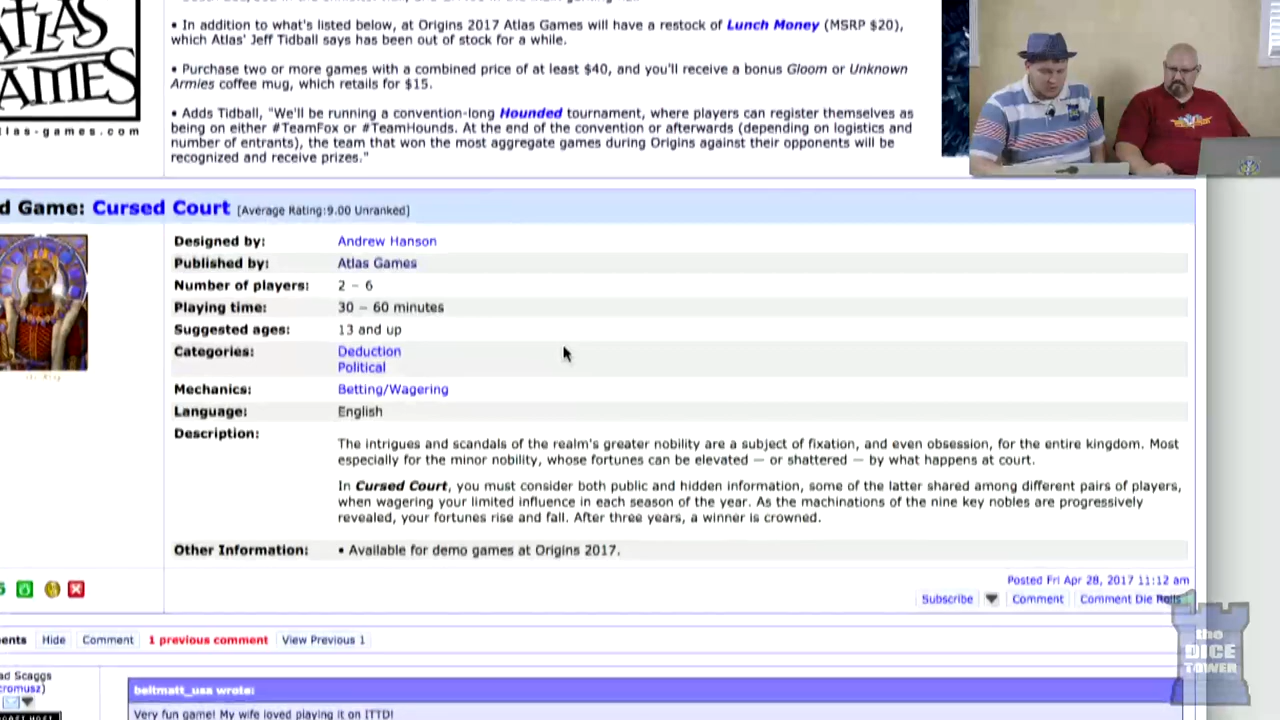 • In addition to what's listed below, at Origins 2017 Atlas Games will have a restock of Lunch Money (MSRP $20),
which Atlas' Jeff Tidball says has been out of stock for a while.
• Purchase two or more games with a combined price of at least $40, and you'll receive a bonus Gloom or Unknown
Armies coffee mug, which retails for $15.
• Adds Tidball, "We'll be running a convention-long Hounded tournament, where players can register themselves as
being on either #TeamFox or #TeamHounds. At the end of the convention or afterwards (depending on logistics and
number of entrants), the team that won the most aggregate games during Origins against their opponents will be
recognized and receive prizes."
ATLAS
AMES
las-games.com
d Game: Cursed Court [Average Rating:9.00 Unranked]
Designed by: Andrew Hanson
Published by: Atlas Games
Number of players: 2 – 6
Playing time: 30 – 60 minutes
Suggested ages: 13 and up
Categories: Deduction
Political
Mechanics: Betting/Wagering
Language: English
Description:
The intrigues and scandals of the realm's greater nobility are a subject of fixation, and even obsession, for the entire kingdom. Most
especially for the minor nobility, whose fortunes can be elevated — or shattered — by what happens at court.
In Cursed Court, you must consider both public and hidden information, some of the latter shared among different pairs of players,
when wagering your limited influence in each season of the year. As the machinations of the nine key nobles are progressively
revealed, your fortunes rise and fall. After three years, a winner is crowned.
Other Information: • Available for demo games at Origins 2017.
Posted Fri Apr 28, 2017 11:12 am
Subscribe Comment Comment Die Rolls
ents Hide Comment 1 previous comment View Previous 1
ad Scaggs
cromusz)
beltmatt_usa wrote:
Very fun game! My wife loved playing it on ITTD!
the
DICE
TOWER